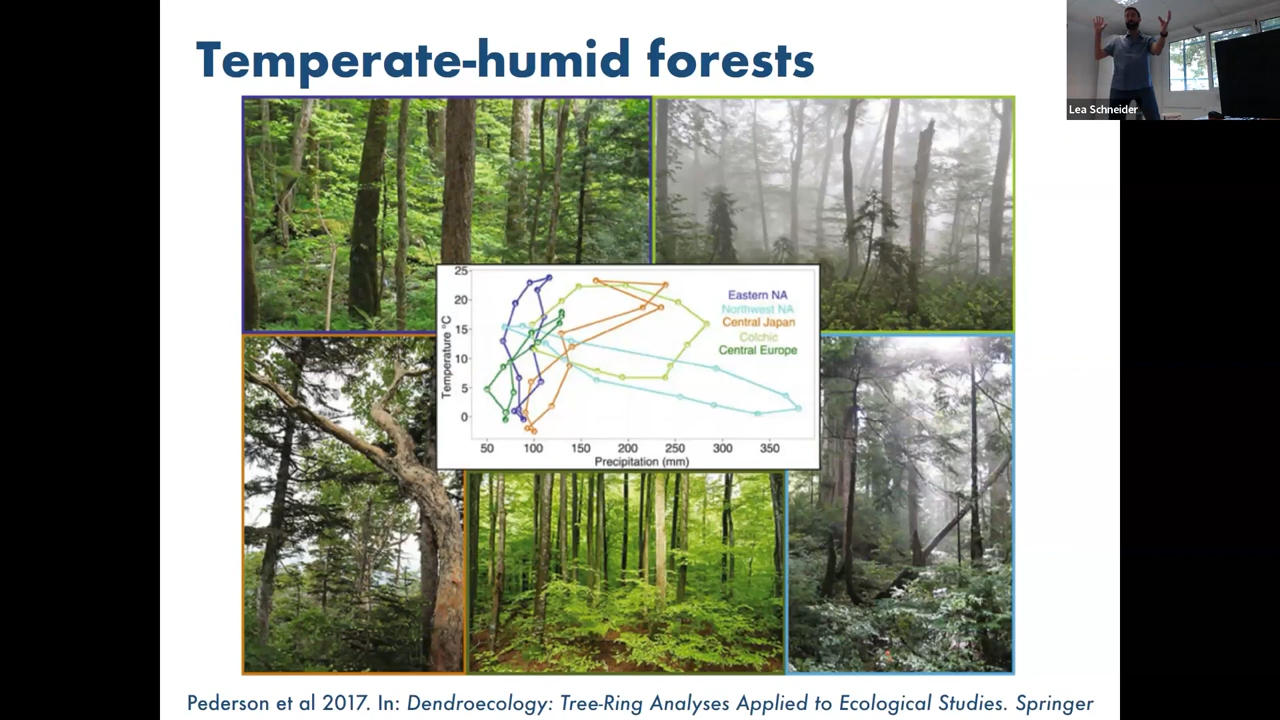 Temperate-humid forests
Lea Schneider
25
20
15
10
5
0
Temperature °C
Eastern NA
Northwest NA
Central Japan
Colchic
Central Europe
50 100 150 200 250 300 350
Precipitation (mm)
Pederson et al 2017. In: Dendroecology: Tree-Ring Analyses Applied to Ecological Studies. Springer